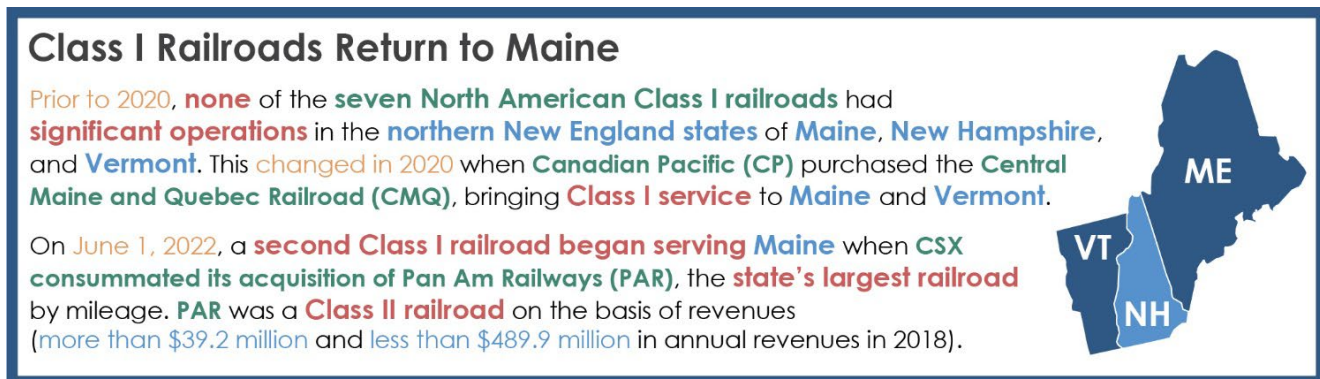 Class I Railroads Return to Maine
Prior to 2020, none of the seven North American Class I railroads had
significant operations in the northern New England states of Maine, New Hampshire,
and Vermont. This changed in 2020 when Canadian Pacific (CP) purchased the Central
Maine and Quebec Railroad (CMQ), bringing Class I service to Maine and Vermont.
On June 1, 2022, a second Class I railroad began serving Maine when CSX
consummated its acquisition of Pan Am Railways (PAR), the state’s largest railroad
by mileage. PAR was a Class II railroad on the basis of revenues
(more than $39.2 million and less than $489.9 million in annual revenues in 2018).
ME
VT
NH